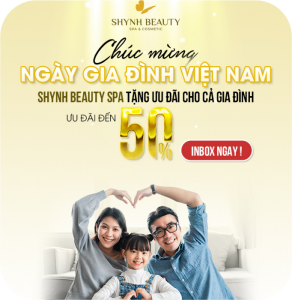 SHYNH BEAUTY
SPA & COSMETIC
Chúc mừng
NGÀY GIA ĐÌNH VIỆT NAM
SHYNH BEAUTY SPA TẶNG ƯU ĐÃI CHO CẢ GIA ĐÌNH
ƯU ĐÃI ĐẾN
50%
INBOX NGAY !